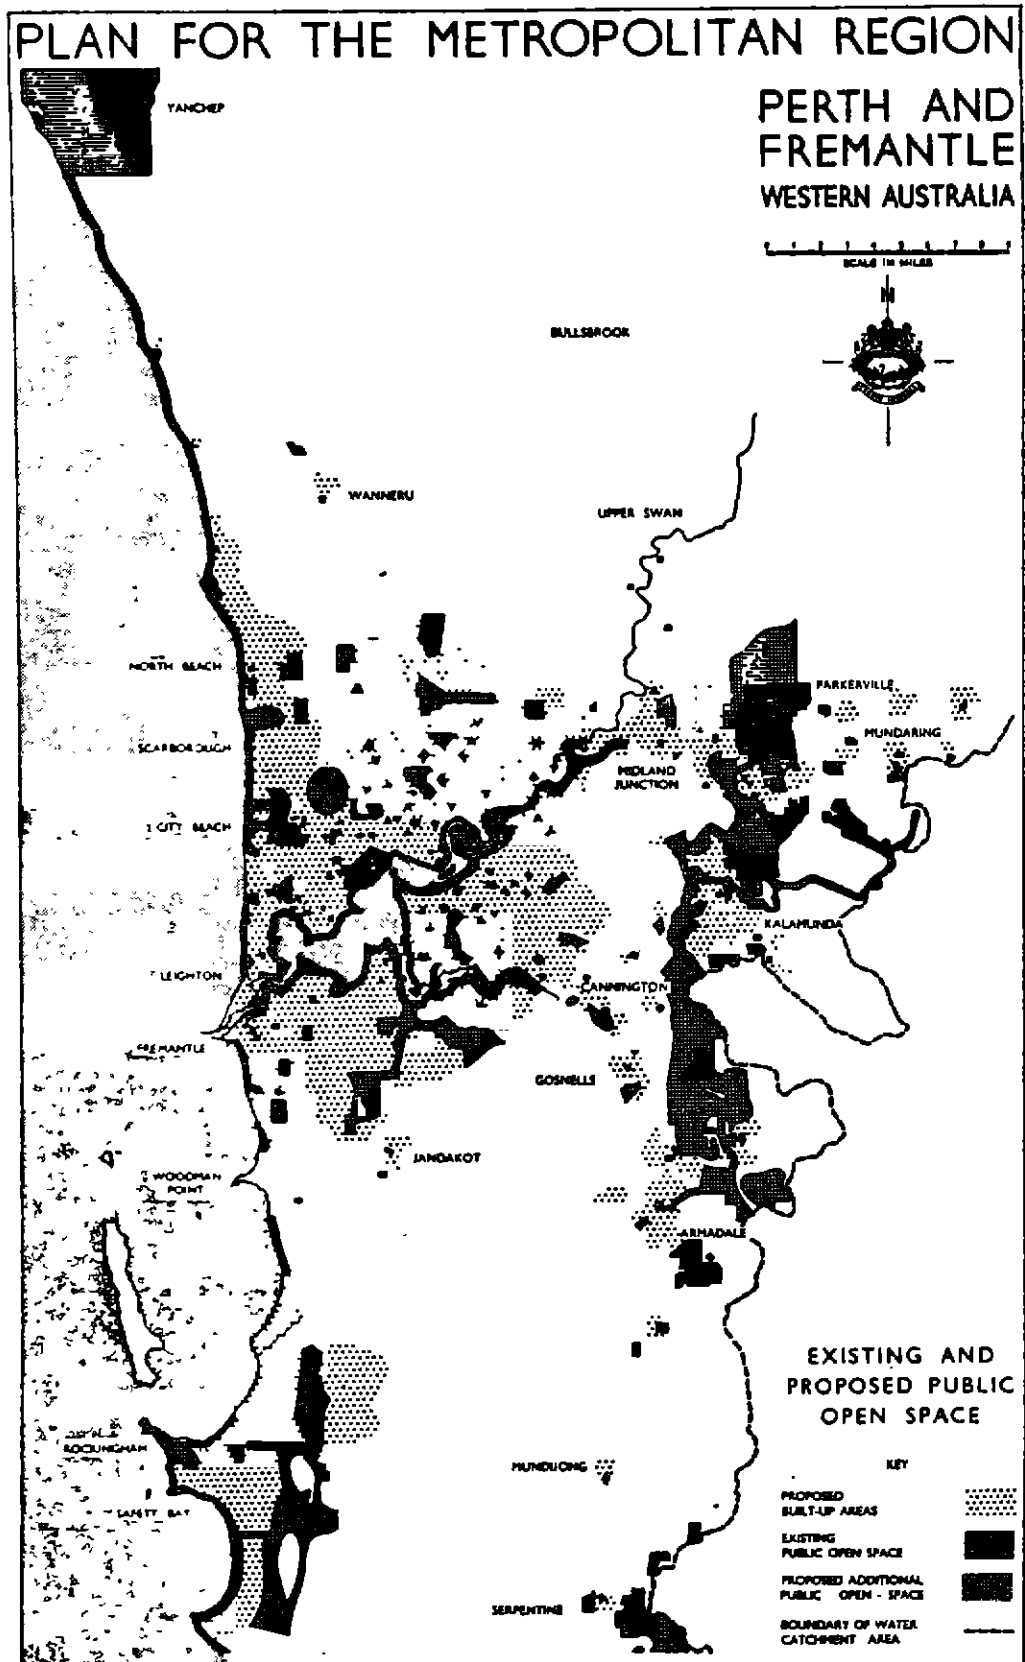 PLAN FOR THE METROPOLITAN REGION
PERTH AND
FREMANTLE
WESTERN AUSTRALIA
SCALE IN MILES
N
YANCHEP
BULLSBROOK
WANNERU
UPPER SWAN
NORTH BEACH
PARKERVILLE
SCARBOROUGH
MUNDARING
MIDLAND
JUNCTION
CITY BEACH
KALAMUNDA
LEIGHTON
CANNINGTON
FREMANTLE
GOSNELLS
JANDAKOT
WOODMAN
POINT
ARMADALE
ROCKINGHAM
MUNDIJONG
SAFETY BAY
SERPENTINE
EXISTING AND
PROPOSED PUBLIC
OPEN SPACE
KEY
PROPOSED
BUILT-UP AREAS
EXISTING
PUBLIC OPEN SPACE
PROPOSED ADDITIONAL
PUBLIC OPEN - SPACE
BOUNDARY OF WATER
CATCHMENT AREA